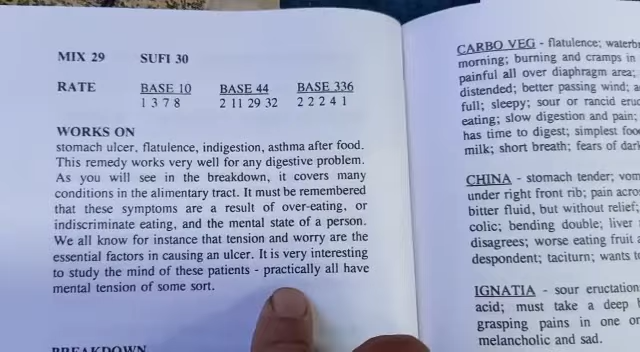 MIX 29 SUFI 30
RATE BASE 10 BASE 44 BASE 336
1 3 7 8 2 11 29 32 2 2 2 4 1
WORKS ON
stomach ulcer, flatulence, indigestion, asthma after food.
This remedy works very well for any digestive problem.
As you will see in the breakdown, it covers many
conditions in the alimentary tract. It must be remembered
that these symptoms are a result of over-eating, or
indiscriminate eating, and the mental state of a person.
We all know for instance that tension and worry are the
essential factors in causing an ulcer. It is very interesting
to study the mind of these patients - practically all have
mental tension of some sort.
BREAKDOWN
CARBO VEG - flatulence;
morning; burning and cramps in
painful all over diaphragm area;
distended; better passing wind;
full; sleepy; sour or rancid
eating; slow digestion and pain;
has time to digest; simplest
milk; short breath; fears of
CHINA - stomach tender;
under right front rib; pain
bitter fluid, but without relief;
colic; bending double; liver
disagrees; worse eating fruit
despondent; taciturn; wants
IGNATIA - sour
acid; must take a deep
grasping pains in one or
melancholic and sad.